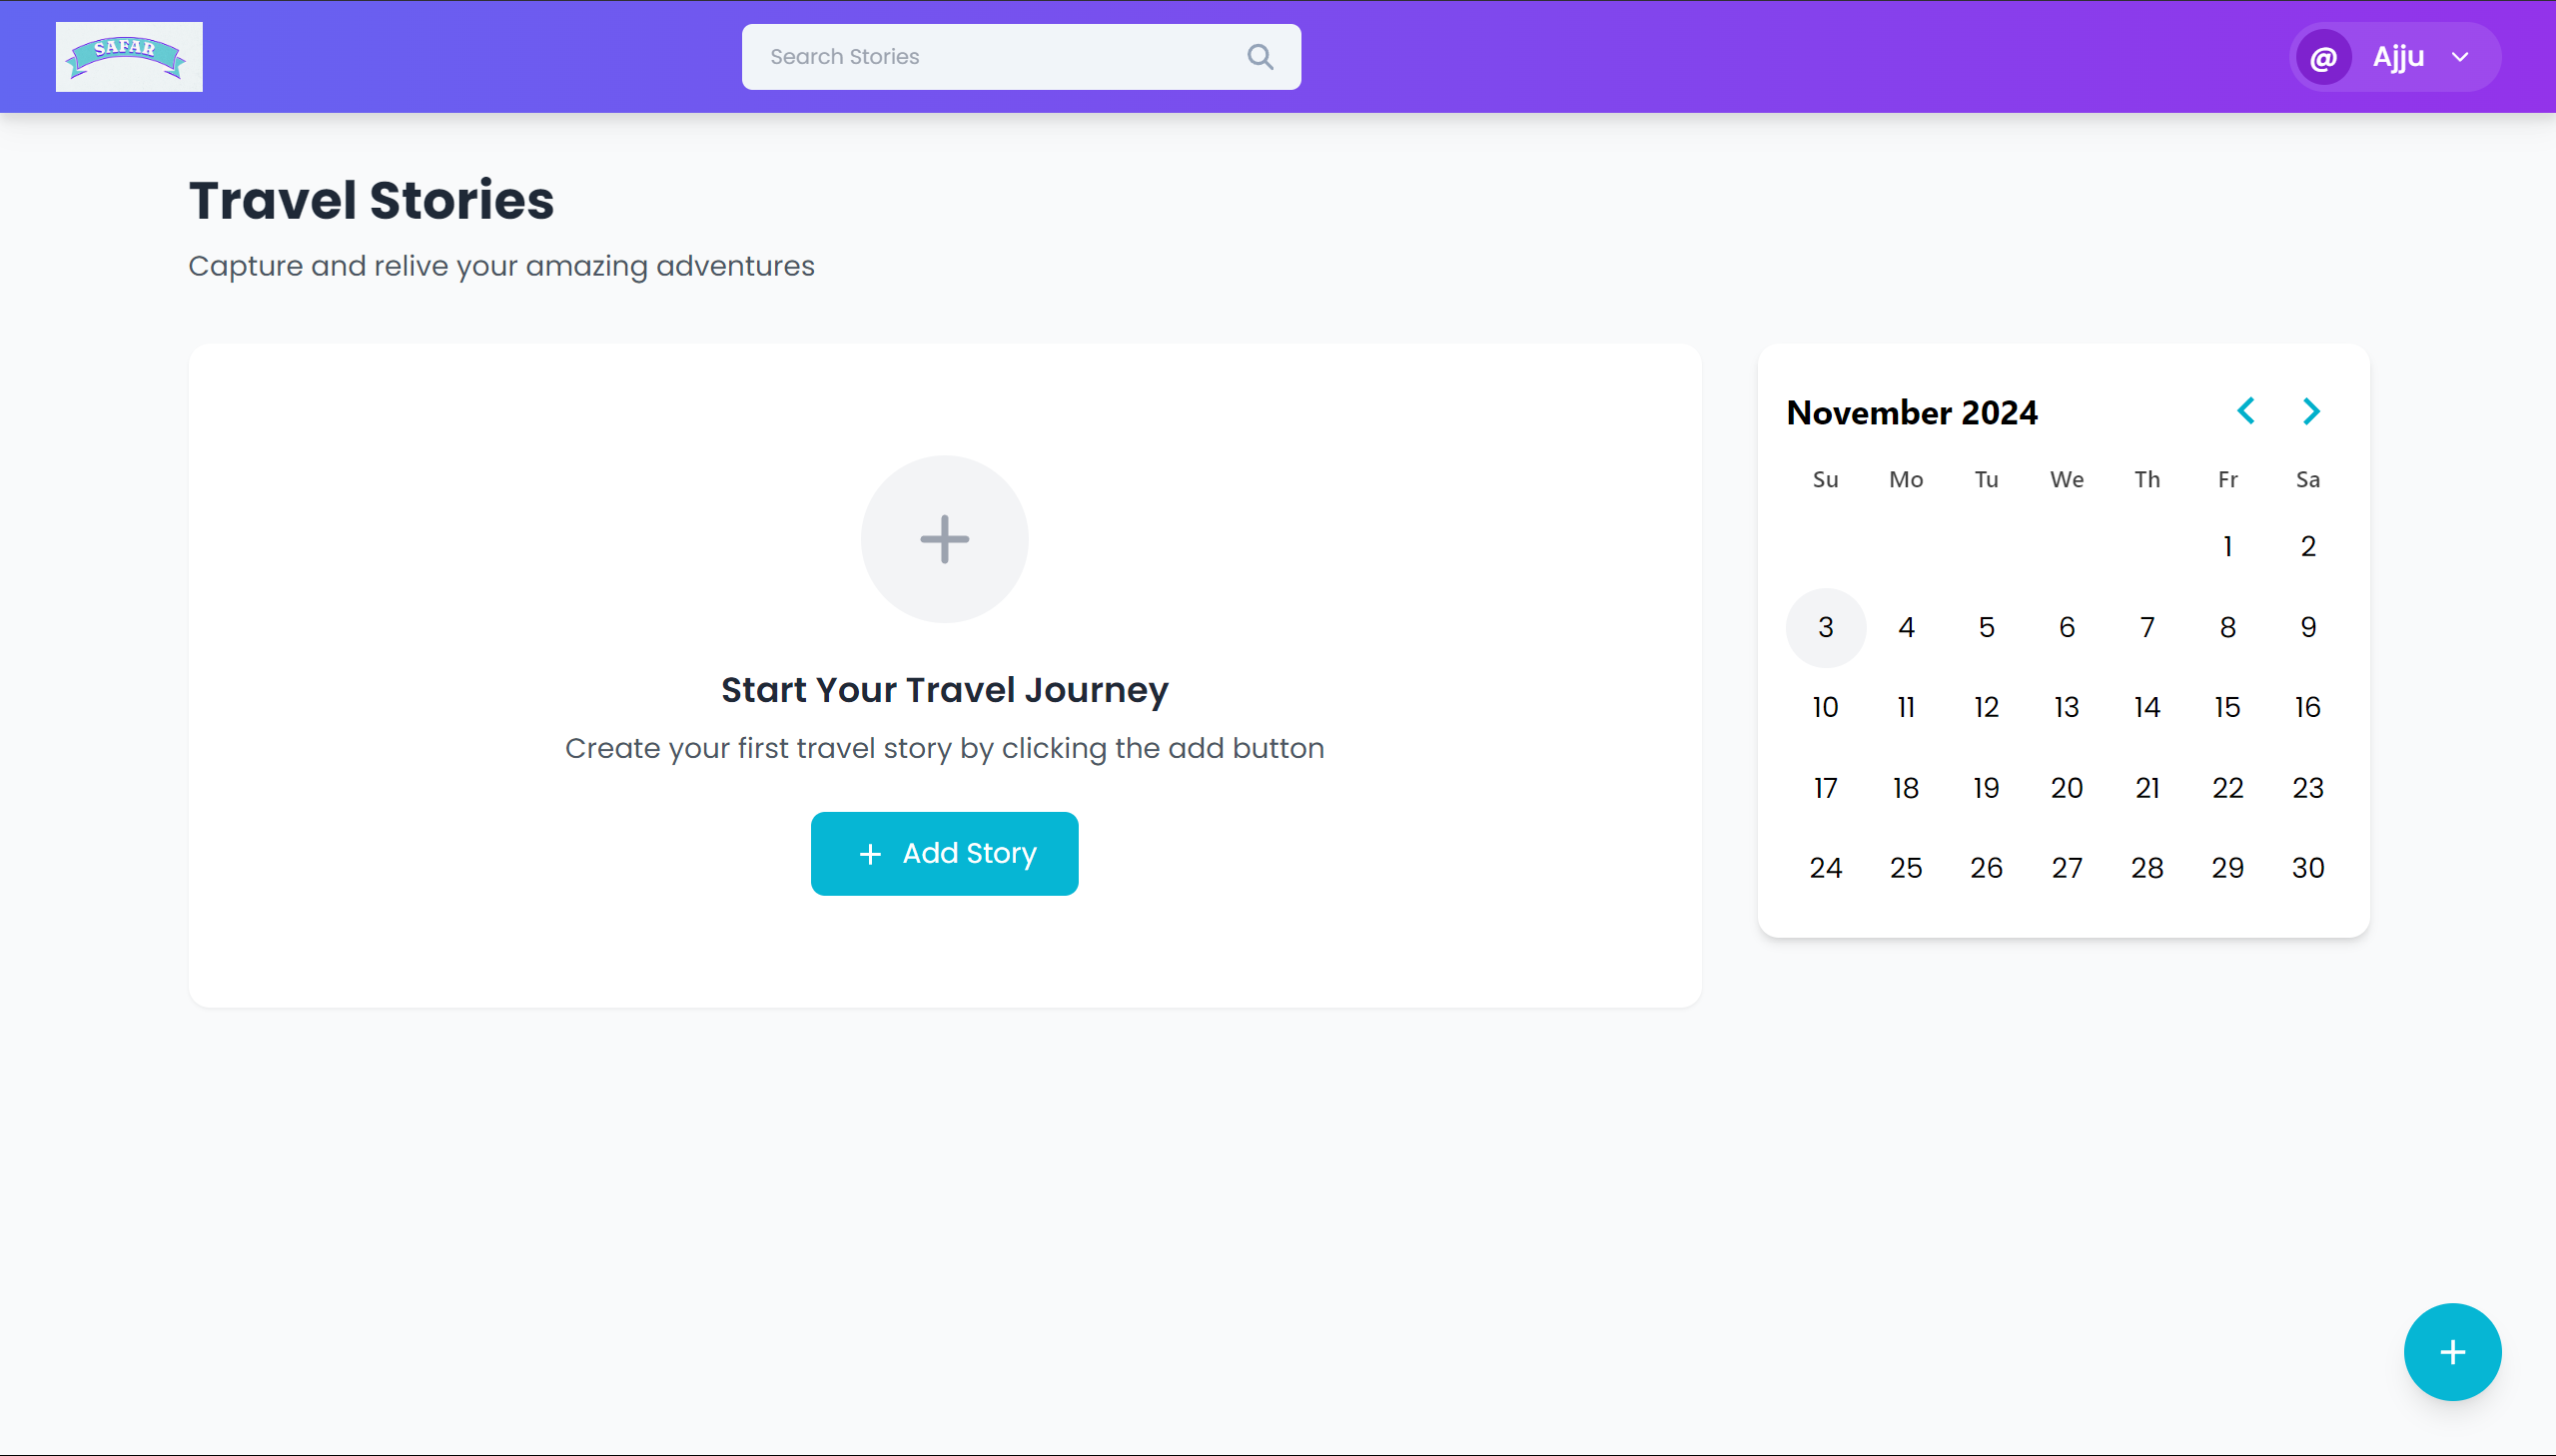 SAFAR
Search Stories
@ Ajju
Travel Stories
Capture and relive your amazing adventures
Start Your Travel Journey
Create your first travel story by clicking the add button
+ Add Story
November 2024
Su Mo Tu We Th Fr Sa
1 2
3 4 5 6 7 8 9
10 11 12 13 14 15 16
17 18 19 20 21 22 23
24 25 26 27 28 29 30
+